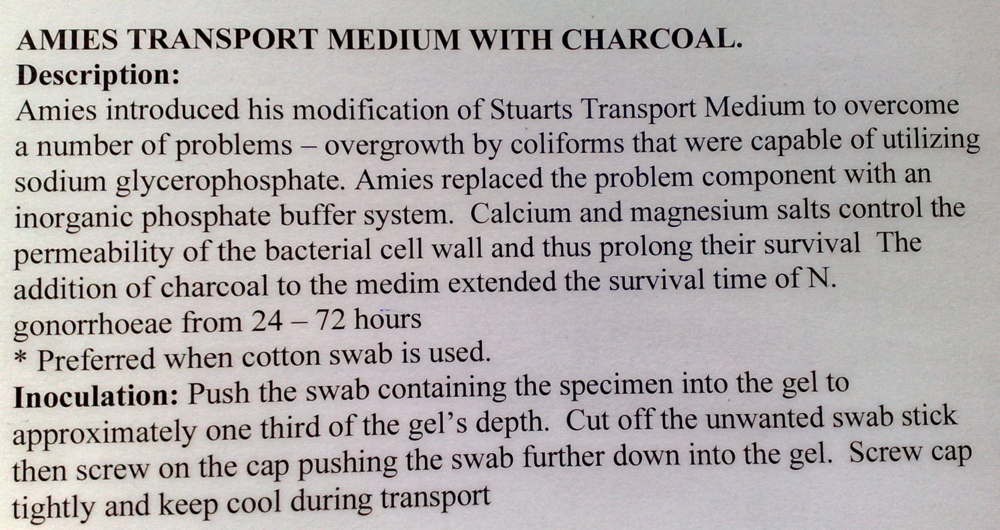 AMIES TRANSPORT MEDIUM WITH CHARCOAL.
Description:
Amies introduced his modification of Stuarts Transport Medium to overcome
a number of problems – overgrowth by coliforms that were capable of utilizing
sodium glycerophosphate. Amies replaced the problem component with an
inorganic phosphate buffer system.  Calcium and magnesium salts control the
permeability of the bacterial cell wall and thus prolong their survival  The
addition of charcoal to the medim extended the survival time of N.
gonorrhoeae from 24 – 72 hours
* Preferred when cotton swab is used.
Inoculation: Push the swab containing the specimen into the gel to
approximately one third of the gel’s depth.  Cut off the unwanted swab stick
then screw on the cap pushing the swab further down into the gel.  Screw cap
tightly and keep cool during transport